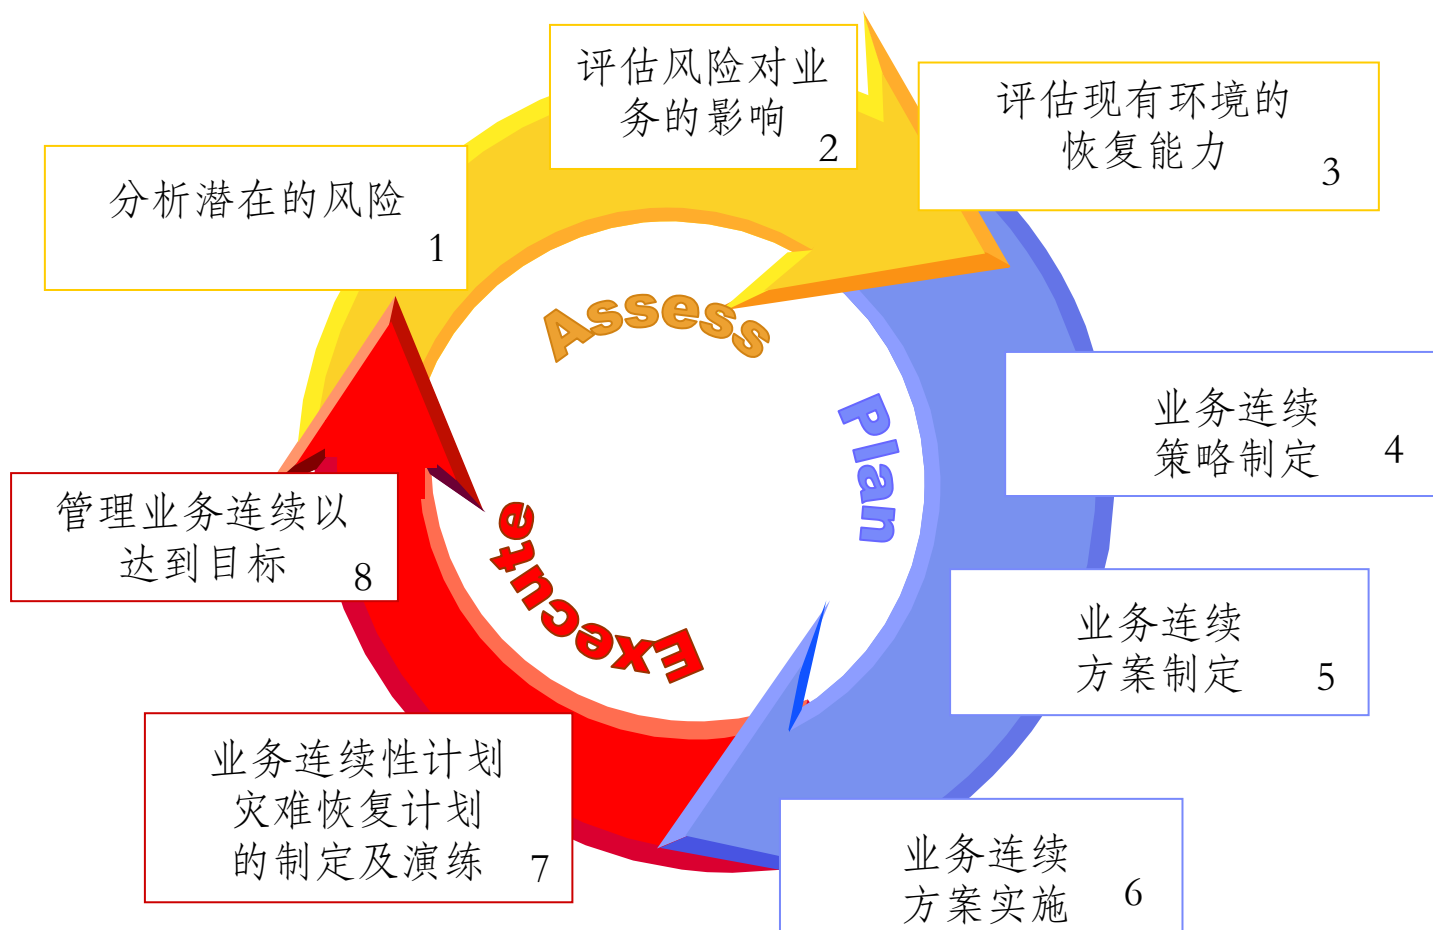 分析潜在的风险
1
评估风险对业
务的影响
2
评估现有环境的
恢复能力
3
业务连续
策略制定
4
业务连续
方案制定
5
业务连续
方案实施
6
业务连续性计划
灾难恢复计划
的制定及演练
7
管理业务连续以
达到目标
8
Assess
Plan
Execute